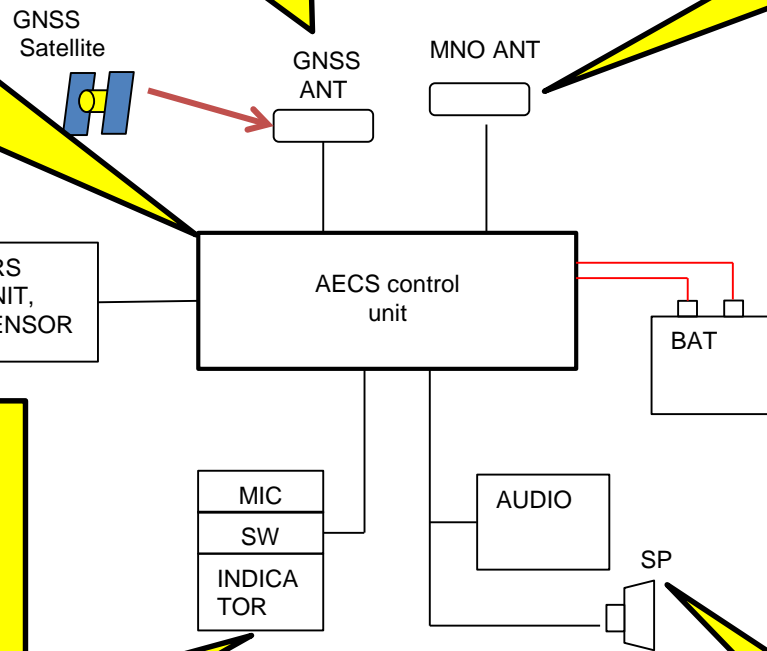 GNSS
Satellite
GNSS
ANT
MNO ANT
AECS control
unit
BAT
MIC
SW
INDICA
TOR
AUDIO
SP